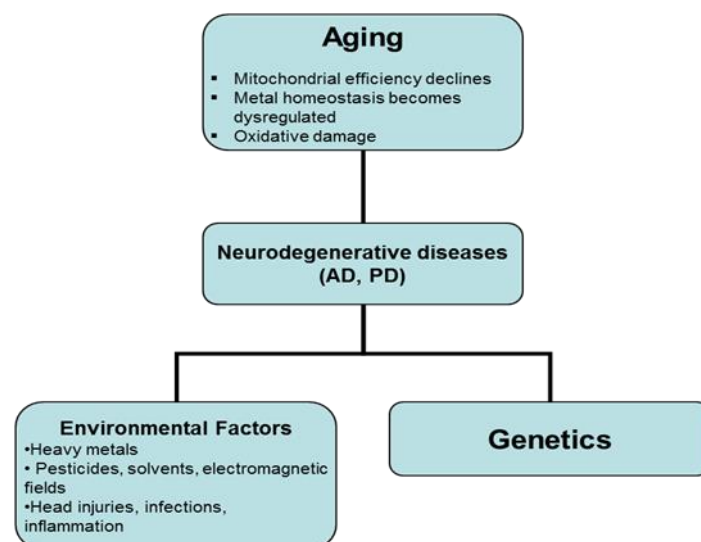 Aging
▪ Mitochondrial efficiency declines
▪ Metal homeostasis becomes
dysregulated
▪ Oxidative damage
Neurodegenerative diseases
(AD, PD)
Environmental Factors
•Heavy metals
• Pesticides, solvents, electromagnetic
fields
•Head injuries, infections,
inflammation
Genetics